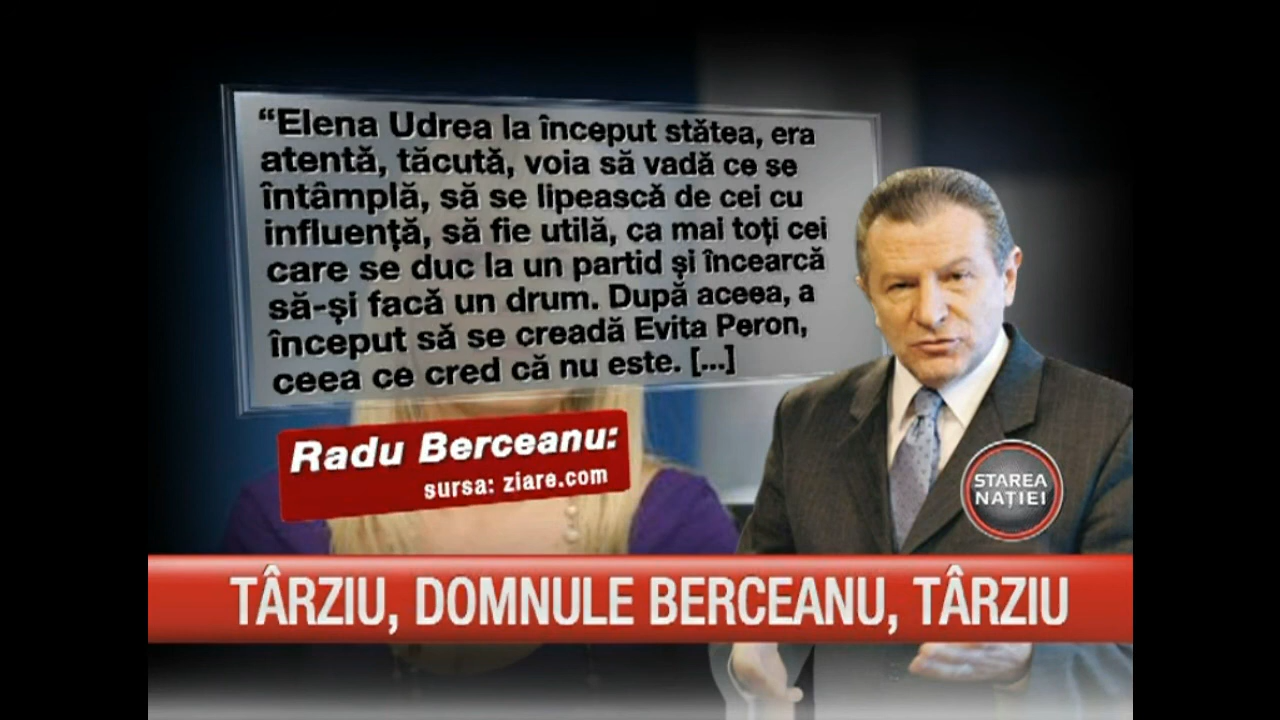 “Elena Udrea la început stătea, era
atentă, tăcută, voia să vadă ce se
întâmplă, să se lipească de cei cu
influență, să fie utilă, ca mai toți cei
care se duc la un partid și încearcă
să-și facă un drum. După aceea, a
început să se creadă Evita Peron,
ceea ce cred că nu este. [...]
Radu Berceanu:
sursa: ziare.com
STAREA
NAȚIEI
TÂRZIU, DOMNULE BERCEANU, TÂRZIU